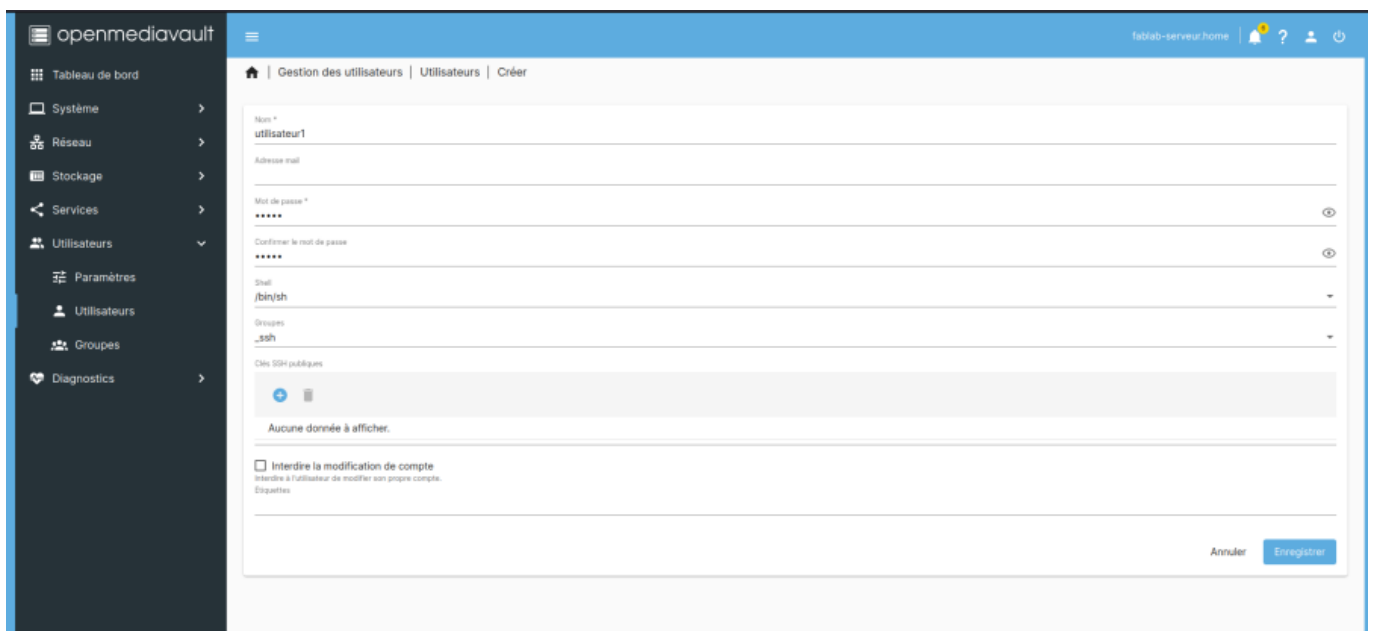 openmediavault
fablab-serveur.home
Tableau de bord
Système
Réseau
Stockage
Services
Utilisateurs
Paramètres
Utilisateurs
Groupes
Diagnostics
Gestion des utilisateurs | Utilisateurs | Créer
Nom *
utilisateur1
Adresse mail
Mot de passe *
•••••
Confirmer le mot de passe
•••••
Shell
/bin/sh
Groupes
_ssh
Clés SSH publiques
Aucune donnée à afficher.
Interdire la modification de compte
Interdire à l'utilisateur de modifier son propre compte.
Étiquettes
Annuler
Enregistrer